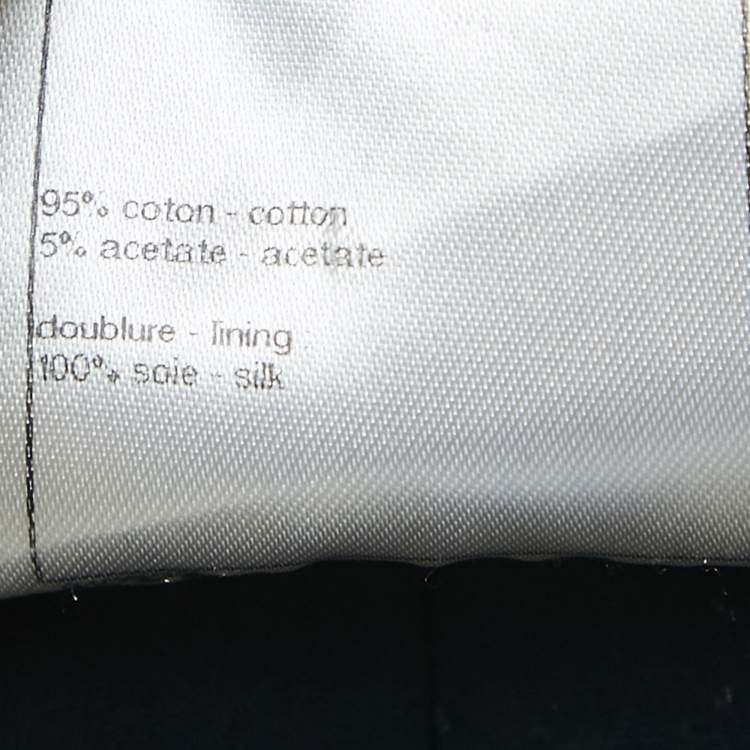 95% coton - cotton
5% acetate - acetate
doublure - lining
100% soie - silk